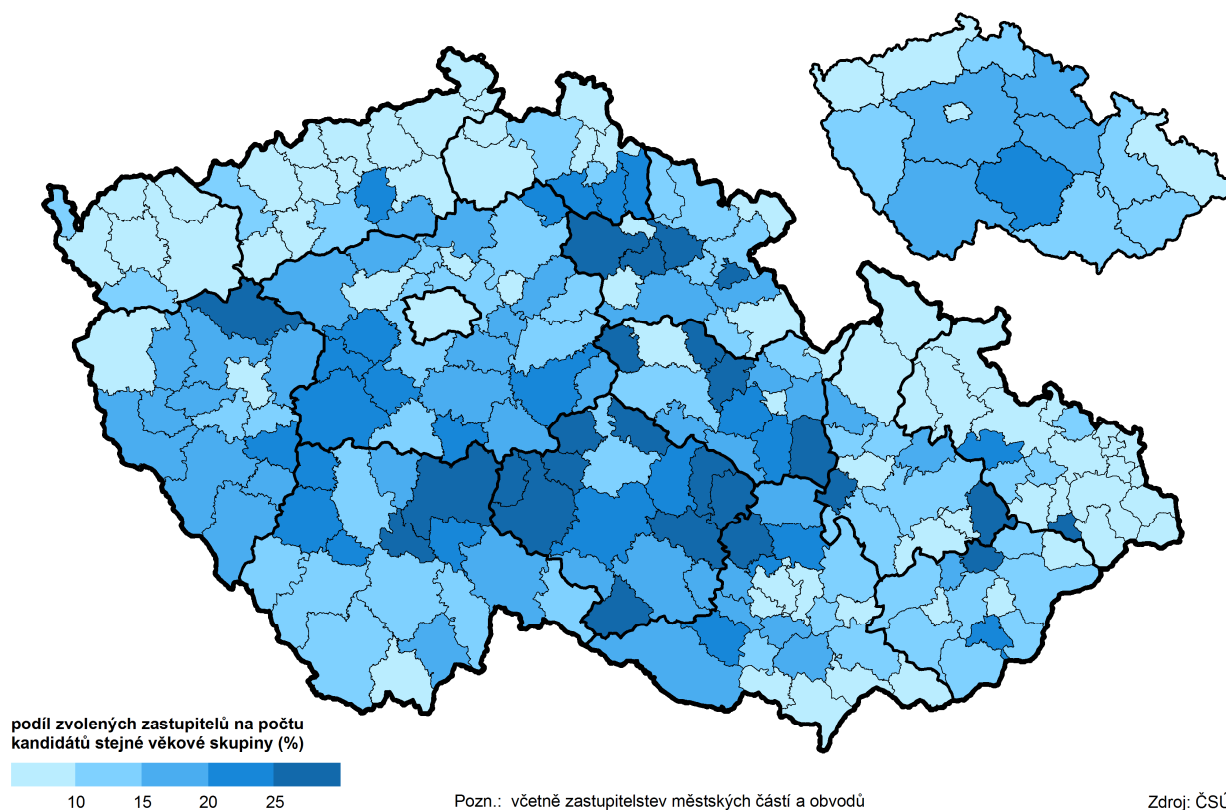 podíl zvolených zastupitelů na počtu
kandidátů stejné věkové skupiny (%)
10 15 20 25
Pozn.: včetně zastupitelstev městských částí a obvodů
Zdroj: ČSÚ